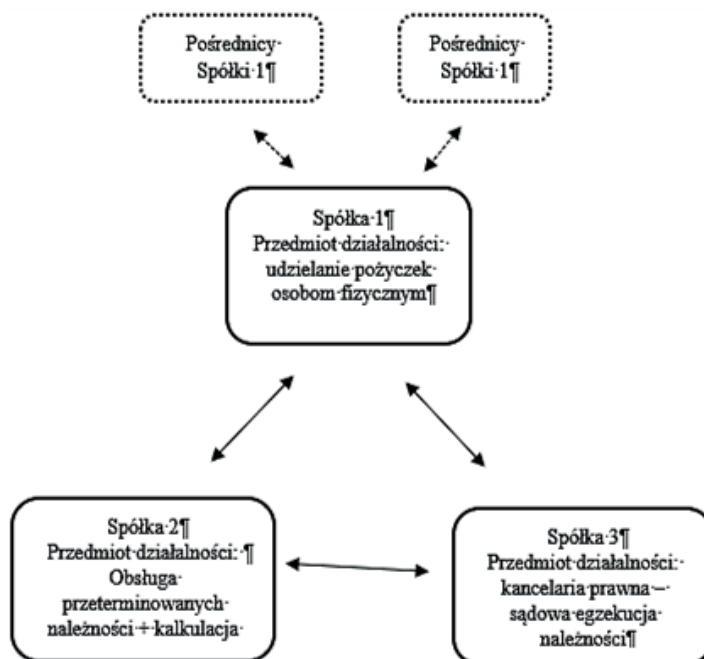 Pośrednicy·
Spółki·1¶
Pośrednicy·
Spółki·1¶
Spółka·1¶
Przedmiot·działalności:·
udzielanie·pożyczek·
osobom·fizycznym¶
Spółka·2¶
Przedmiot·działalności:·¶
Obsługa·
przeterminowanych·
należności·+·kalkulacja·
Spółka·3¶
Przedmiot·działalności:·
kancelaria·prawna·–·
sądowa·egzekucja·
należności¶